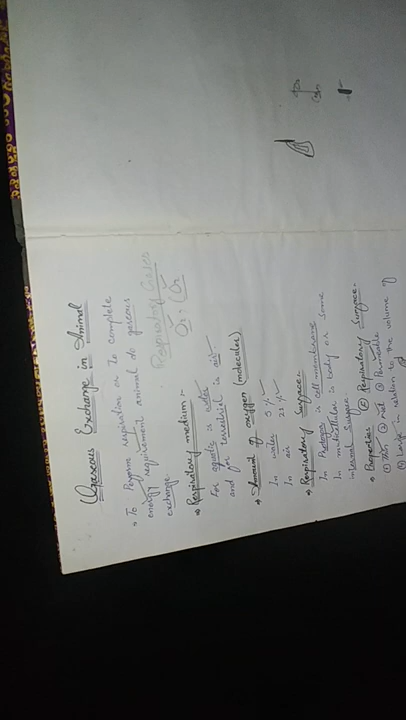 Gaseous Exchange in Animal
→ To Perform respiration or To complete
energy requirement animal do gaseous
exchange
Respiratory Gases
O₂, CO₂
⇒ Respiratory medium :-
For aquatic is water
and for terrestrial is air
⇒ Amount of oxygen (molecular)
In water 5%
In air 21%
⇒ Respiratory Surface.
In Protozoa is cell membrane
In multicellular is body or some
internal surface.
⇒ Properties of Respiratory Surface.
① Thin ② Wet ③ Permeable
④ Large in relation to the volume of